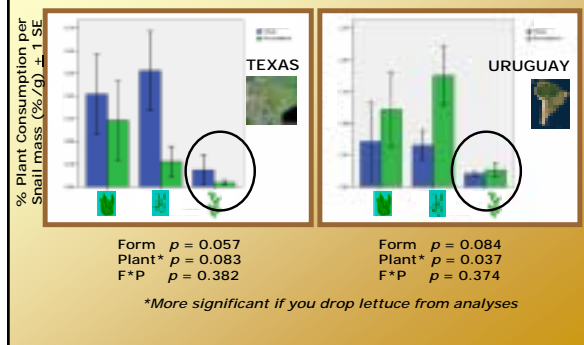 % Plant Consumption per
Snail mass (%/g) ± 1 SE
TEXAS
URUGUAY
Form p = 0.057
Plant* p = 0.083
F*P p = 0.382
Form p = 0.084
Plant* p = 0.037
F*P p = 0.374
*More significant if you drop lettuce from analyses